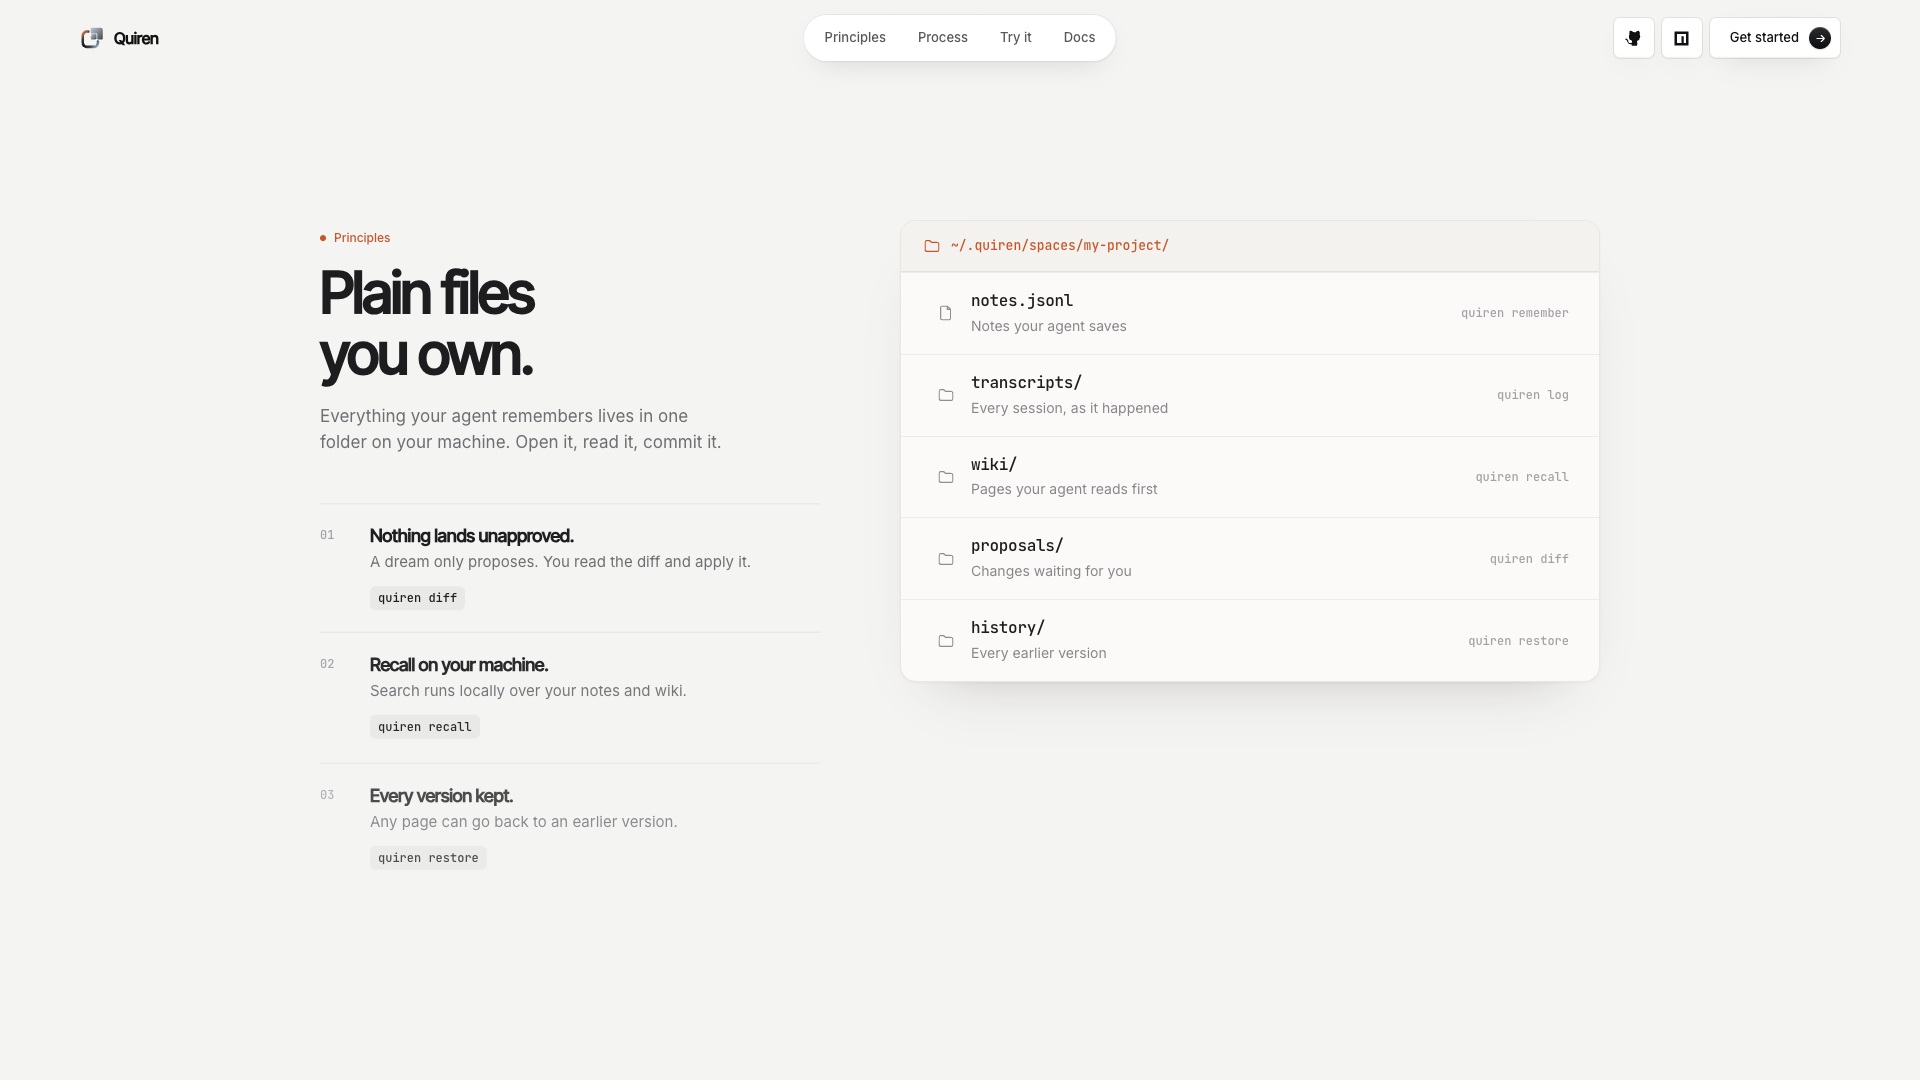 Quiren
Principles
Process
Try it
Docs
Get started
Principles
Plain files
you own.
Everything your agent remembers lives in one
folder on your machine. Open it, read it, commit it.
01
Nothing lands unapproved.
A dream only proposes. You read the diff and apply it.
quiren diff
02
Recall on your machine.
Search runs locally over your notes and wiki.
quiren recall
03
Every version kept.
Any page can go back to an earlier version.
quiren restore
~/.quiren/spaces/my-project/
notes.jsonl
Notes your agent saves
quiren remember
transcripts/
Every session, as it happened
quiren log
wiki/
Pages your agent reads first
quiren recall
proposals/
Changes waiting for you
quiren diff
history/
Every earlier version
quiren restore